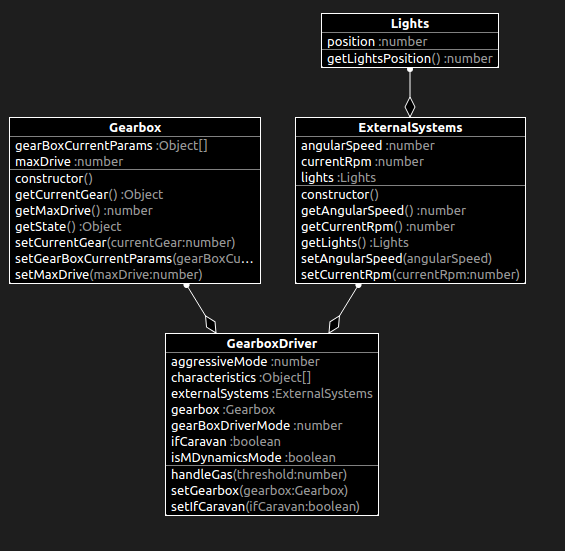 Lights
position :number
getLightsPosition() :number
Gearbox
gearBoxCurrentParams :Object[]
maxDrive :number
constructor()
getCurrentGear() :Object
getMaxDrive() :number
getState() :Object
setCurrentGear(currentGear:number)
setGearBoxCurrentParams(gearBoxCu...
setMaxDrive(maxDrive:number)
ExternalSystems
angularSpeed :number
currentRpm :number
lights :Lights
constructor()
getAngularSpeed() :number
getCurrentRpm() :number
getLights() :Lights
setAngularSpeed(angularSpeed)
setCurrentRpm(currentRpm:number)
GearboxDriver
aggressiveMode :number
characteristics :Object[]
externalSystems :ExternalSystems
gearbox :Gearbox
gearBoxDriverMode :number
ifCaravan :boolean
isMDynamicsMode :boolean
handleGas(threshold:number)
setGearbox(gearbox:Gearbox)
setIfCaravan(ifCaravan:boolean)